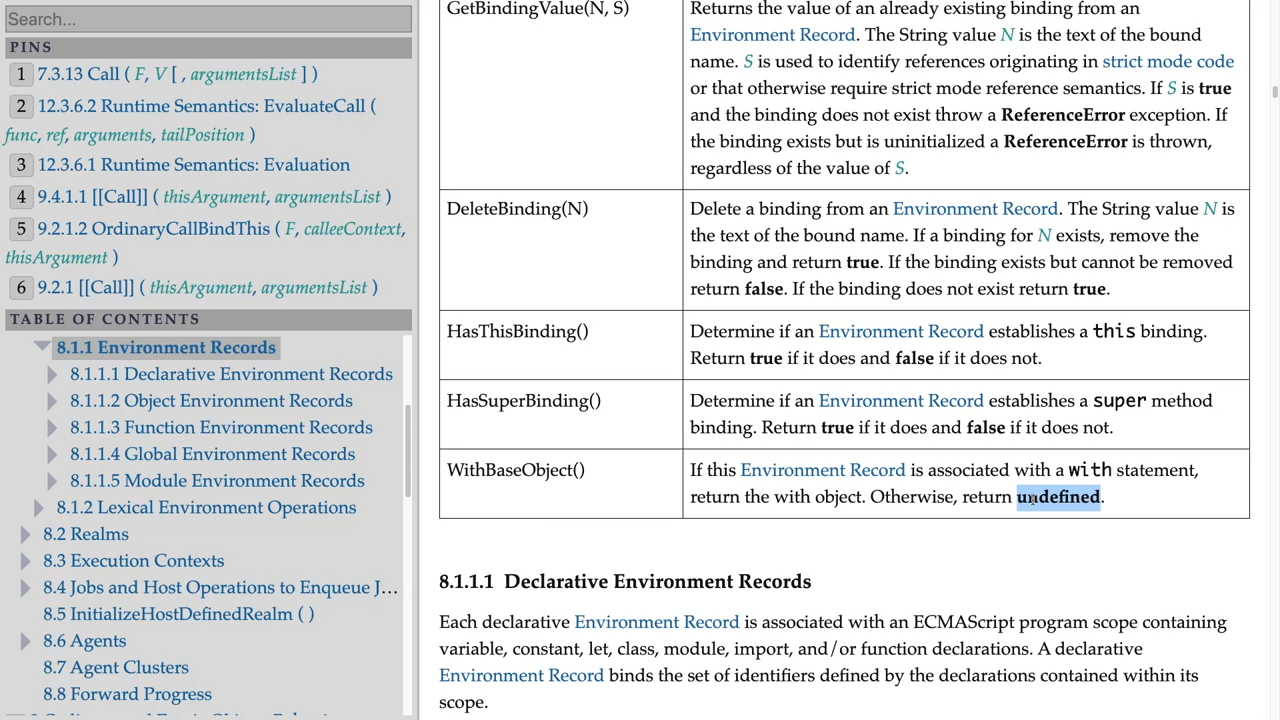 Search...
PINS
1 7.3.13 Call ( F, V [ , argumentsList ] )
2 12.3.6.2 Runtime Semantics: EvaluateCall (
func, ref, arguments, tailPosition )
3 12.3.6.1 Runtime Semantics: Evaluation
4 9.4.1.1 [[Call]] ( thisArgument, argumentsList )
5 9.2.1.2 OrdinaryCallBindThis ( F, calleeContext,
thisArgument )
6 9.2.1 [[Call]] ( thisArgument, argumentsList )
TABLE OF CONTENTS
8.1.1 Environment Records
8.1.1.1 Declarative Environment Records
8.1.1.2 Object Environment Records
8.1.1.3 Function Environment Records
8.1.1.4 Global Environment Records
8.1.1.5 Module Environment Records
8.1.2 Lexical Environment Operations
8.2 Realms
8.3 Execution Contexts
8.4 Jobs and Host Operations to Enqueue J...
8.5 InitializeHostDefinedRealm ( )
8.6 Agents
8.7 Agent Clusters
8.8 Forward Progress
GetBindingValue(N, S)
Returns the value of an already existing binding from an
Environment Record. The String value N is the text of the bound
name. S is used to identify references originating in strict mode code
or that otherwise require strict mode reference semantics. If S is true
and the binding does not exist throw a ReferenceError exception. If
the binding exists but is uninitialized a ReferenceError is thrown,
regardless of the value of S.
DeleteBinding(N)
Delete a binding from an Environment Record. The String value N is
the text of the bound name. If a binding for N exists, remove the
binding and return true. If the binding exists but cannot be removed
return false. If the binding does not exist return true.
HasThisBinding()
Determine if an Environment Record establishes a this binding.
Return true if it does and false if it does not.
HasSuperBinding()
Determine if an Environment Record establishes a super method
binding. Return true if it does and false if it does not.
WithBaseObject()
If this Environment Record is associated with a with statement,
return the with object. Otherwise, return undefined.
8.1.1.1 Declarative Environment Records
Each declarative Environment Record is associated with an ECMAScript program scope containing
variable, constant, let, class, module, import, and/or function declarations. A declarative
Environment Record binds the set of identifiers defined by the declarations contained within its
scope.